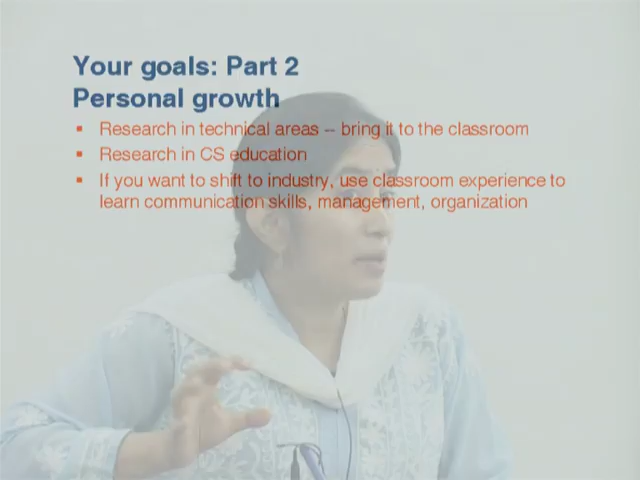 Your goals: Part 2
Personal growth
Research in technical areas -- bring it to the classroom
Research in CS education
If you want to shift to industry, use classroom experience to
learn communication skills, management, organization